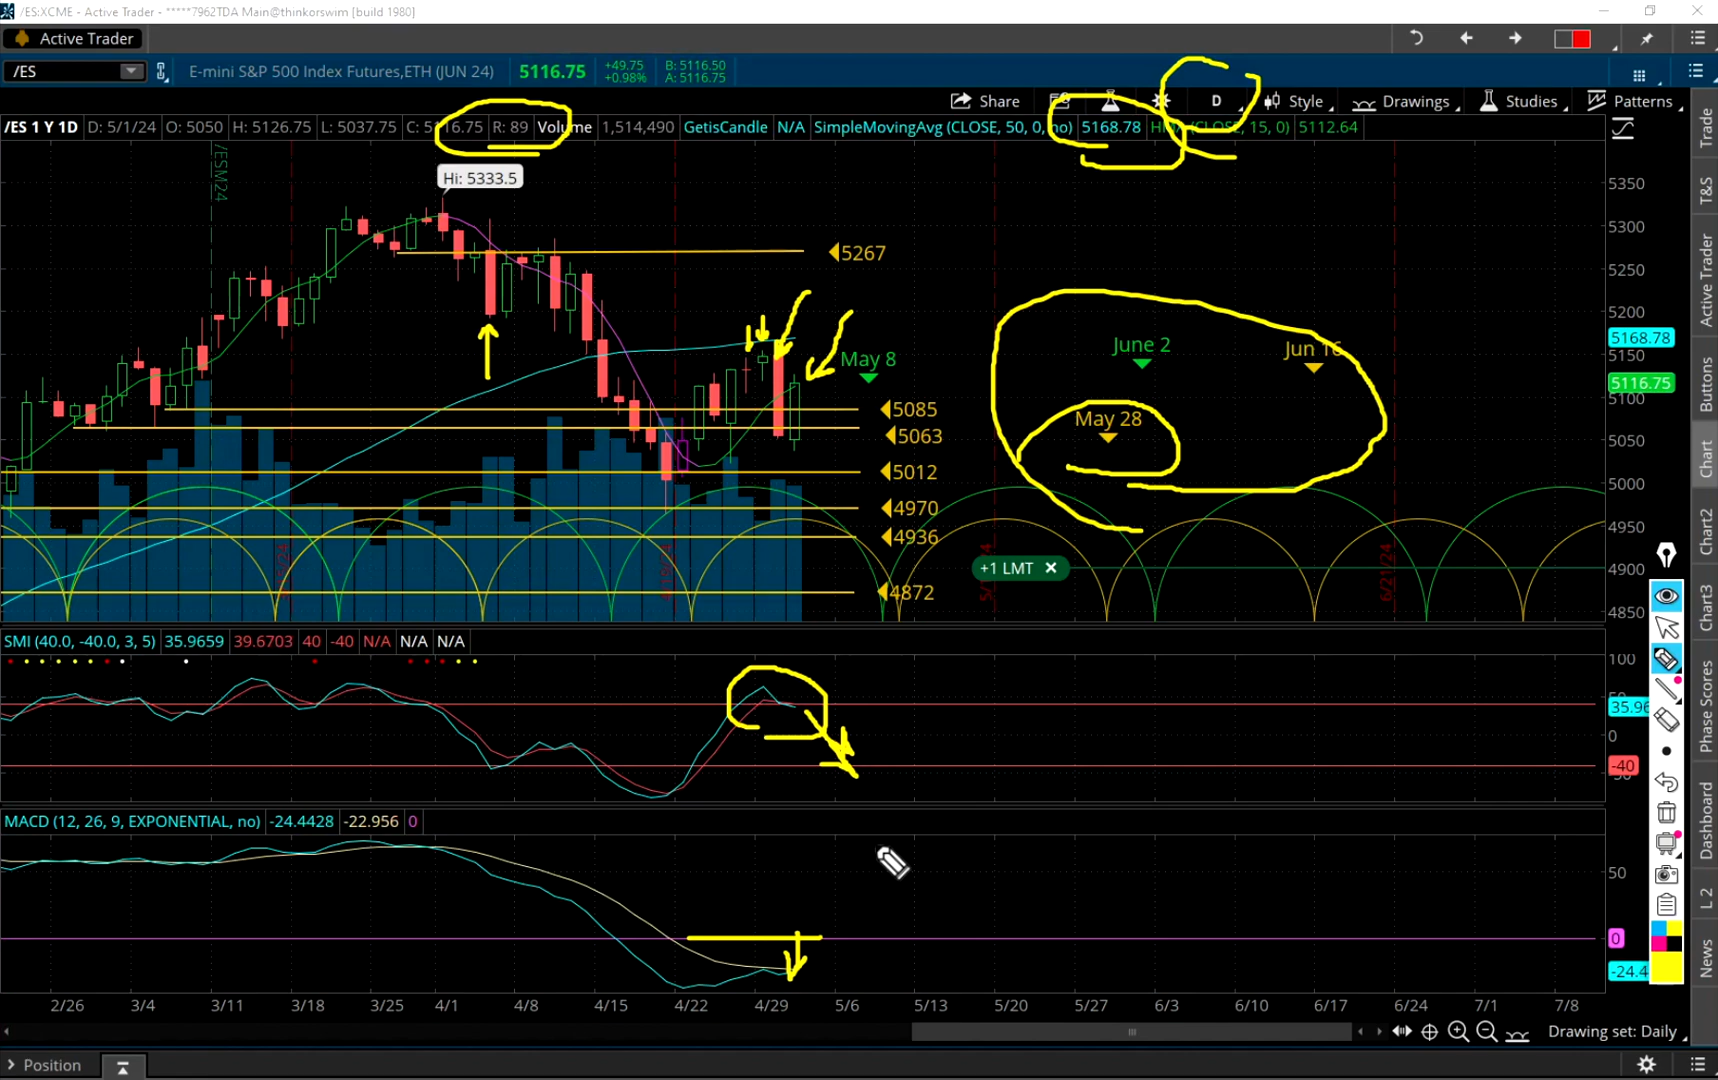 /ES:XCME - Active Trader - *****7962TDA Main@thinkorswim [build 1980]
Active Trader
/ES E-mini S&P 500 Index Futures,ETH (JUN 24) 5116.75 +49.75 +0.98% B: 5116.50 A: 5116.75
Share D Style Drawings Studies Patterns
/ES 1 Y 1D D: 5/1/24 O: 5050 H: 5126.75 L: 5037.75 C: 5116.75 R: 89 Volume 1,514,490 GetisCandle N/A SimpleMovingAvg (CLOSE, 50, 0, no) 5168.78 (CLOSE, 15, 0) 5112.64
/ESM24
Hi: 5333.5
5267
May 8
June 2
Jun 16
May 28
5085
5063
5012
4970
4936
4872
+1 LMT
5350
5300
5250
5200
5168.78
5150
5116.75
5100
5050
5000
4950
4900
4850
6/21/24
SMI (40.0, -40.0, 3, 5) 35.9659 39.6703 40 -40 N/A N/A N/A
100
35.96
0
-40
MACD (12, 26, 9, EXPONENTIAL, no) -24.4428 -22.956 0
50
0
-24.4
2/26 3/4 3/11 3/18 3/25 4/1 4/8 4/15 4/22 4/29 5/6 5/13 5/20 5/27 6/3 6/10 6/17 6/24 7/1 7/8
Drawing set: Daily
Position
Trade
T&S
Active Trader
Buttons
Chart
Chart2
Chart3
Phase Scores
Dashboard
L 2
News